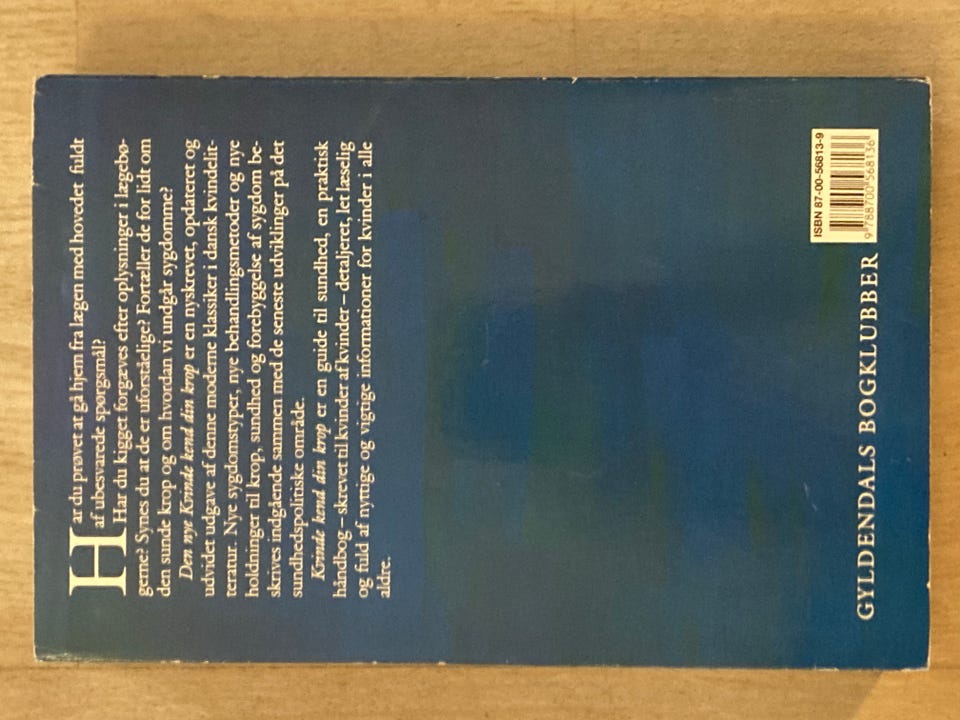 Har du prøvet at gå hjem fra lægen med hovedet fuldt
af ubesvarede spørgsmål?
Har du kigget forgæves efter oplysninger i lægebø-
gerne? Synes du at de er uforståelige? Fortæller de for lidt om
den sunde krop og om hvordan vi undgår sygdomne?
Den nye Kvinde kend din krop er en nyskrevet, opdateret og
udvidet udgave af denne moderne klassiker i dansk kvindelit-
teratur. Nye sygdomstyper, nye behandlingsmetoder og nye
holdninger til krop, sundhed og forebyggelse af sygdom be-
skrives indgående sammen med de seneste udviklinger på det
sundhedspolitiske område.
Kvinde kend din krop er en guide til sundhed, en praktisk
håndbog – skrevet til kvinder af kvinder – detaljeret, let læselig
og fuld af nyttige og vigtige informationer for kvinder i alle
aldre.
GYLDENDALS BOGKLUBBER
ISBN 87-00-56813-9
9 788700 568136